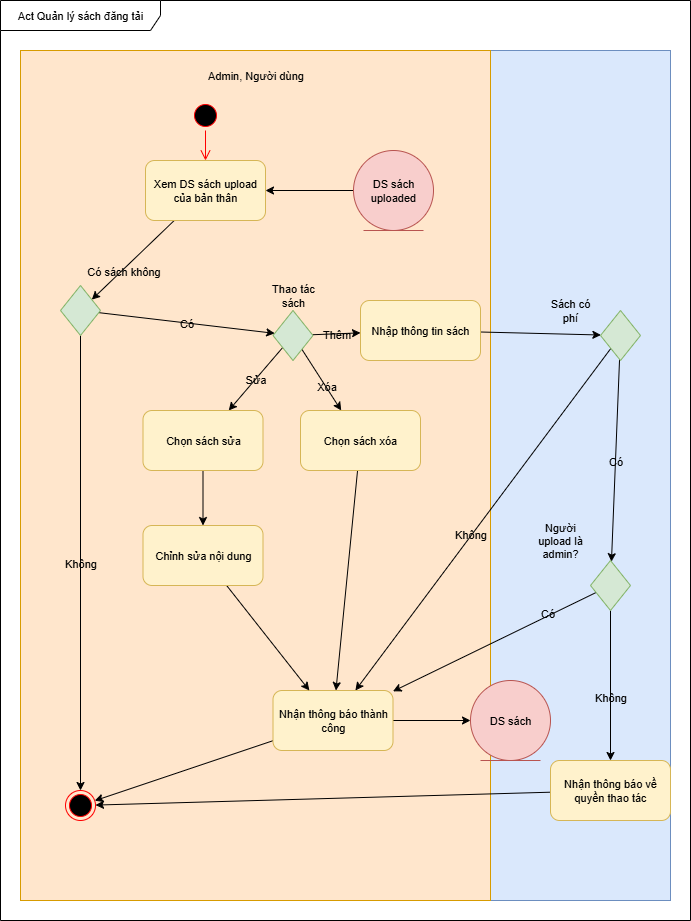 Act Quản lý sách đăng tải
Admin, Người dùng
Xem DS sách upload
của bản thân
DS sách
uploaded
Có sách không
Thao tác
sách
Có
Thêm
Nhập thông tin sách
Sách có
phí
Sửa
Xóa
Chọn sách sửa
Chọn sách xóa
Có
Không
Người
upload là
admin?
Không
Chỉnh sửa nội dung
Có
Không
Nhận thông báo thành
công
DS sách
Nhận thông báo về
quyền thao tác